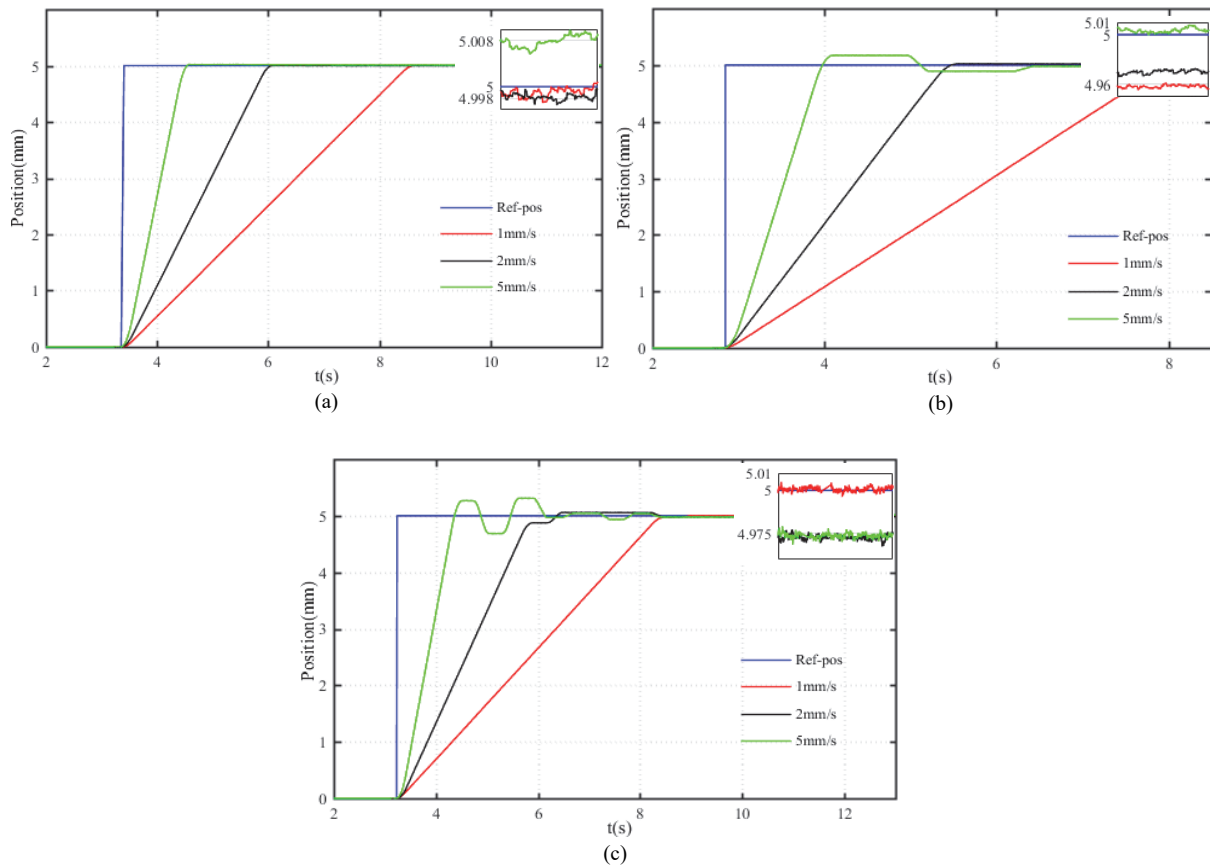 5.008
5
4.998
5
4
3
2
1
0
Position(mm)
Ref-pos
1mm/s
2mm/s
5mm/s
2 4 6 8 10 12
t(s)
(a)
5.01
5
4.96
6
5
4
3
2
1
0
Position(mm)
Ref-pos
1mm/s
2mm/s
5mm/s
2 4 6 8
t(s)
(b)
5.01
5
4.975
5
4
3
2
1
0
Position(mm)
Ref-pos
1mm/s
2mm/s
5mm/s
2 4 6 8 10 12
t(s)
(c)